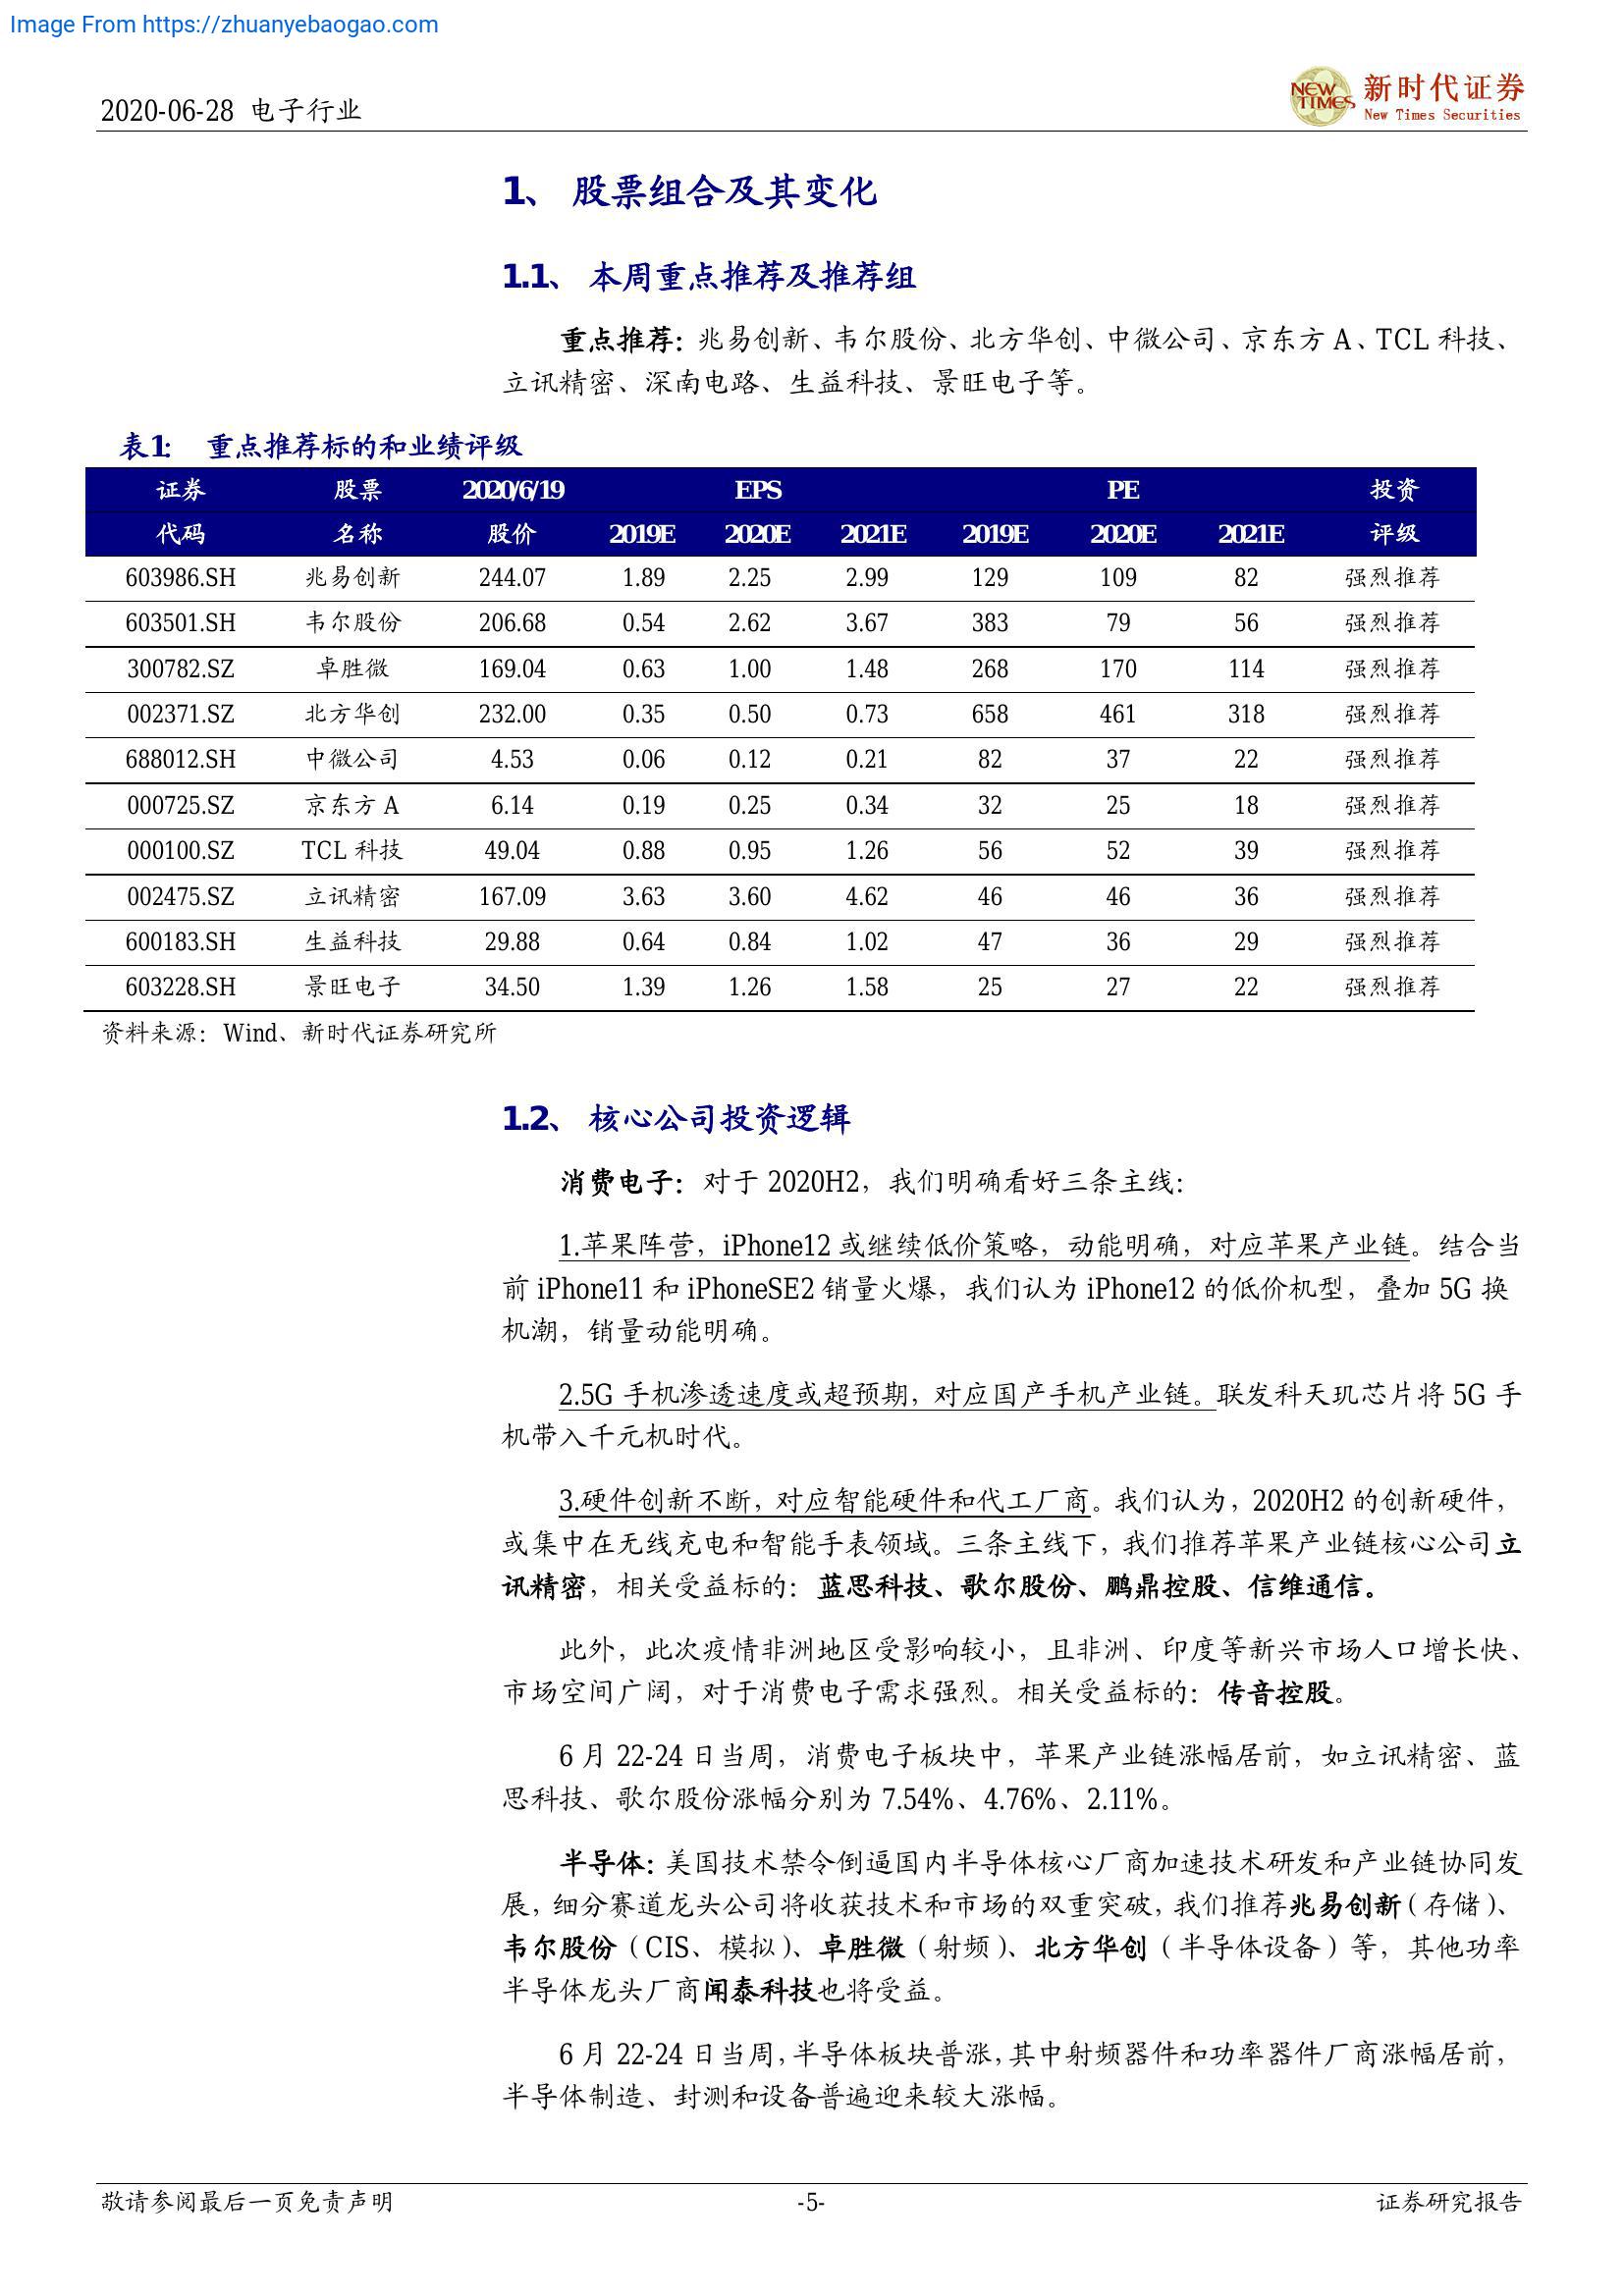 Image From https://zhuanyebaogao.com
2020-06-28 电子行业
NEW TIMES
新时代证券
New Times Securities
1、 股票组合及其变化
1.1、 本周重点推荐及推荐组
重点推荐：兆易创新、韦尔股份、北方华创、中微公司、京东方 A、TCL 科技、
立讯精密、深南电路、生益科技、景旺电子等。
表1： 重点推荐标的和业绩评级
证券 股票 2020/6/19 EPS PE 投资
代码 名称 股价 2019E 2020E 2021E 2019E 2020E 2021E 评级
603986.SH 兆易创新 244.07 1.89 2.25 2.99 129 109 82 强烈推荐
603501.SH 韦尔股份 206.68 0.54 2.62 3.67 383 79 56 强烈推荐
300782.SZ 卓胜微 169.04 0.63 1.00 1.48 268 170 114 强烈推荐
002371.SZ 北方华创 232.00 0.35 0.50 0.73 658 461 318 强烈推荐
688012.SH 中微公司 4.53 0.06 0.12 0.21 82 37 22 强烈推荐
000725.SZ 京东方 A 6.14 0.19 0.25 0.34 32 25 18 强烈推荐
000100.SZ TCL 科技 49.04 0.88 0.95 1.26 56 52 39 强烈推荐
002475.SZ 立讯精密 167.09 3.63 3.60 4.62 46 46 36 强烈推荐
600183.SH 生益科技 29.88 0.64 0.84 1.02 47 36 29 强烈推荐
603228.SH 景旺电子 34.50 1.39 1.26 1.58 25 27 22 强烈推荐
资料来源：Wind、新时代证券研究所
1.2、 核心公司投资逻辑
消费电子：对于 2020H2，我们明确看好三条主线：
1.苹果阵营，iPhone12 或继续低价策略，动能明确，对应苹果产业链。结合当
前 iPhone11 和 iPhoneSE2 销量火爆，我们认为 iPhone12 的低价机型，叠加 5G 换
机潮，销量动能明确。
2.5G 手机渗透速度或超预期，对应国产手机产业链。联发科天玑芯片将 5G 手
机带入千元机时代。
3.硬件创新不断，对应智能硬件和代工厂商。我们认为，2020H2 的创新硬件，
或集中在无线充电和智能手表领域。三条主线下，我们推荐苹果产业链核心公司立
讯精密，相关受益标的：蓝思科技、歌尔股份、鹏鼎控股、信维通信。
此外，此次疫情非洲地区受影响较小，且非洲、印度等新兴市场人口增长快、
市场空间广阔，对于消费电子需求强烈。相关受益标的：传音控股。
6 月 22-24 日当周，消费电子板块中，苹果产业链涨幅居前，如立讯精密、蓝
思科技、歌尔股份涨幅分别为 7.54%、4.76%、2.11%。
半导体：美国技术禁令倒逼国内半导体核心厂商加速技术研发和产业链协同发
展，细分赛道龙头公司将收获技术和市场的双重突破，我们推荐兆易创新（存储）、
韦尔股份（CIS、模拟）、卓胜微（射频）、北方华创（半导体设备）等，其他功率
半导体龙头厂商闻泰科技也将受益。
6 月 22-24 日当周，半导体板块普涨，其中射频器件和功率器件厂商涨幅居前，
半导体制造、封测和设备普遍迎来较大涨幅。
敬请参阅最后一页免责声明 -5- 证券研究报告